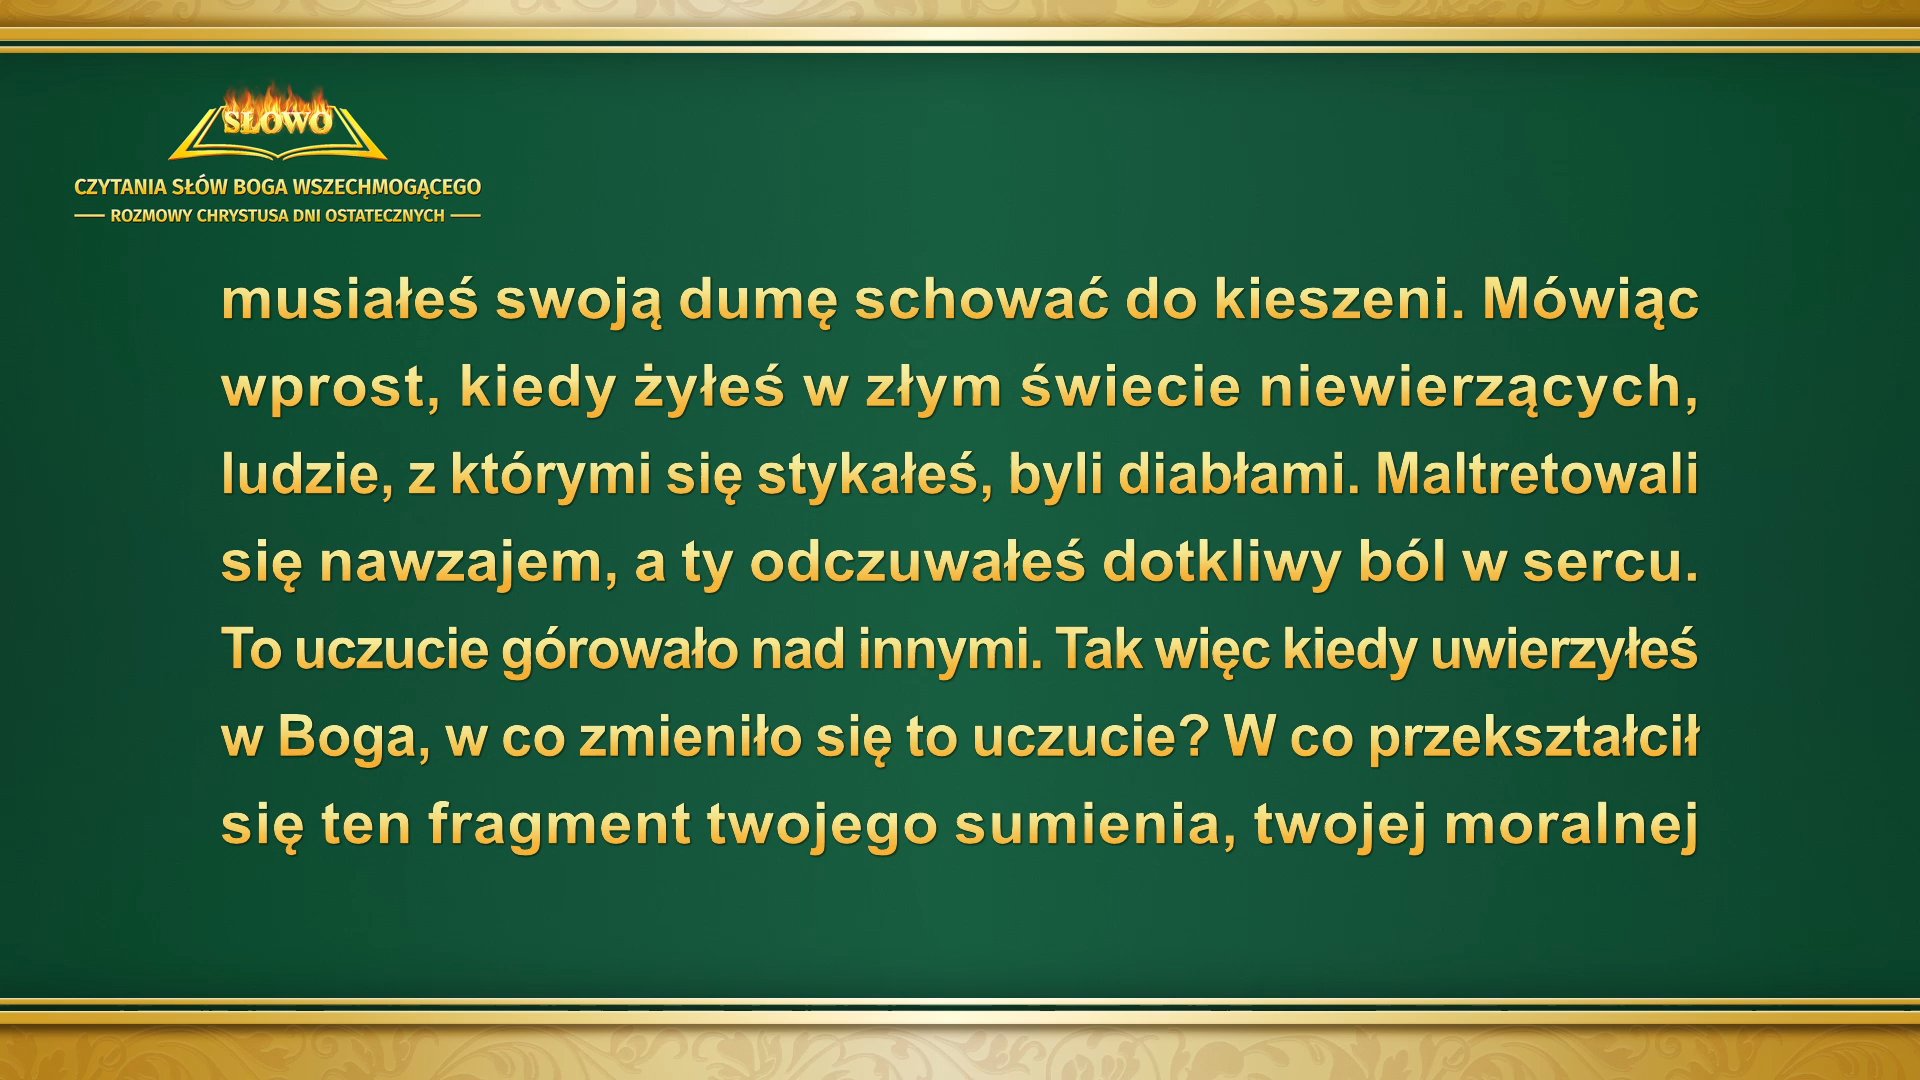 SŁOWO
CZYTANIA SŁÓW BOGA WSZECHMOGĄCEGO
ROZMOWY CHRYSTUSA DNI OSTATECZNYCH
musiałeś swoją dumę schować do kieszeni. Mówiąc
wprost, kiedy żyłeś w złym świecie niewierzących,
ludzie, z którymi się stykałeś, byli diabłami. Maltretowali
się nawzajem, a ty odczuwałeś dotkliwy ból w sercu.
To uczucie górowało nad innymi. Tak więc kiedy uwierzyłeś
w Boga, w co zmieniło się to uczucie? W co przekształcił
się ten fragment twojego sumienia, twojej moralnej